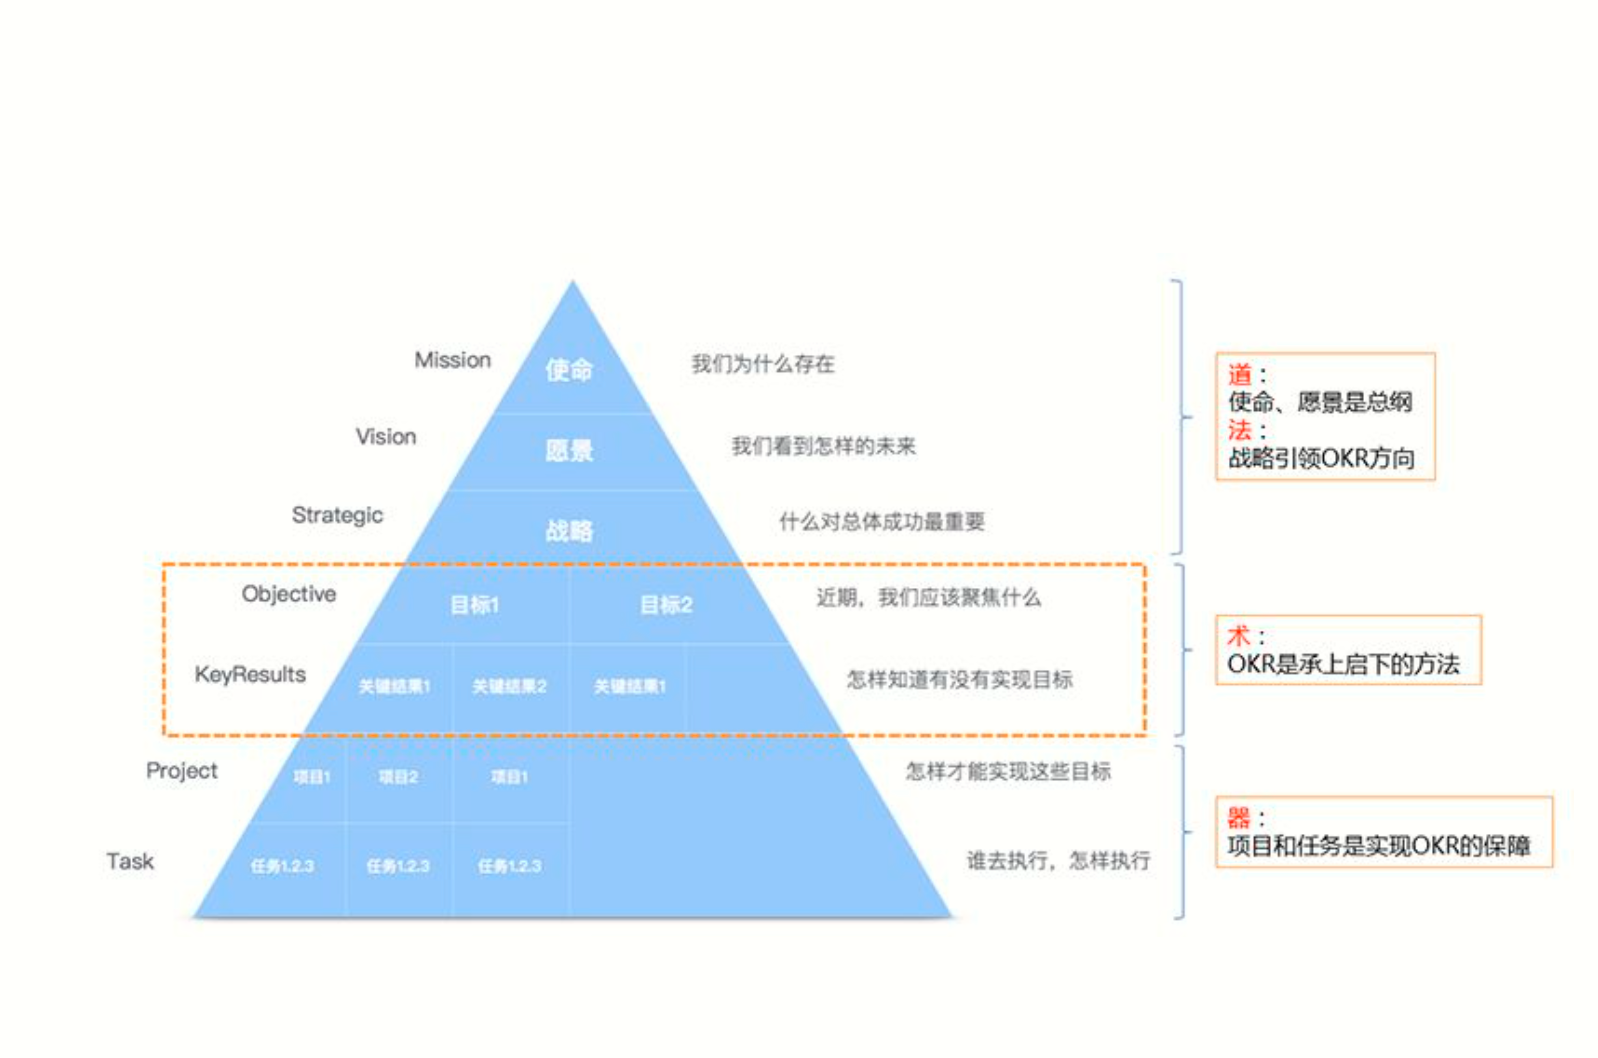 Mission
使命
我们为什么存在
Vision
愿景
我们看到怎样的未来
Strategic
战略
什么对总体成功最重要
Objective
目标1
目标2
近期，我们应该聚焦什么
KeyResults
关键结果1
关键结果2
关键结果1
怎样知道有没有实现目标
Project
项目1
项目2
项目1
怎样才能实现这些目标
Task
任务1.2.3
任务1.2.3
任务1.2.3
谁去执行，怎样执行
道：
使命、愿景是总纲
法：
战略引领OKR方向
术：
OKR是承上启下的方法
器：
项目和任务是实现OKR的保障